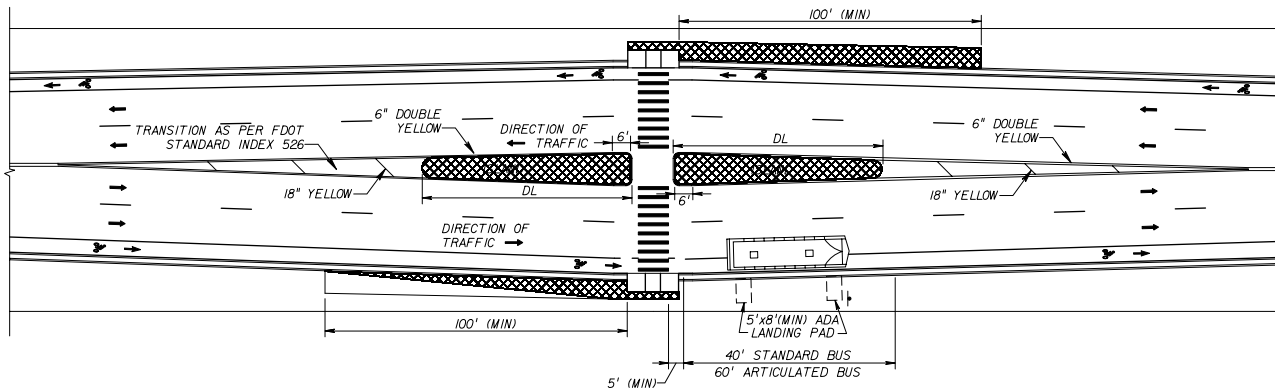 100' (MIN)
6" DOUBLE
YELLOW
TRANSITION AS PER FDOT
STANDARD INDEX 526
DIRECTION OF
TRAFFIC
6'
DL
6" DOUBLE
YELLOW
18" YELLOW
DL
6'
18" YELLOW
DIRECTION OF
TRAFFIC
100' (MIN)
5'x8'(MIN) ADA
LANDING PAD
40' STANDARD BUS
60' ARTICULATED BUS
5' (MIN)